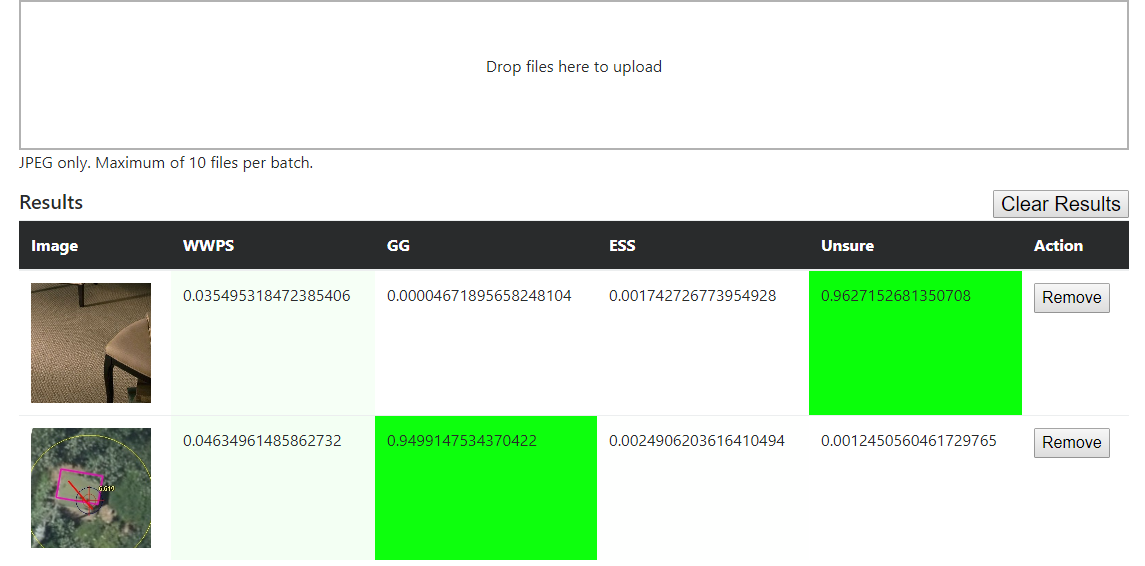 Drop files here to upload
JPEG only. Maximum of 10 files per batch.
Results Clear Results
Image WWPS GG ESS Unsure Action
0.035495318472385406 0.00004671895658248104 0.001742726773954928 0.9627152681350708 Remove
0.04634961485862732 0.9499147534370422 0.0024906203616410494 0.0012450560461729765 Remove